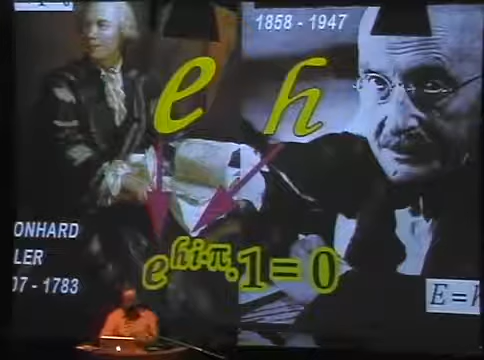 1858 - 1947
e h
ONHARD
LER
07 - 1783
e^hi·π·1=0
E=h